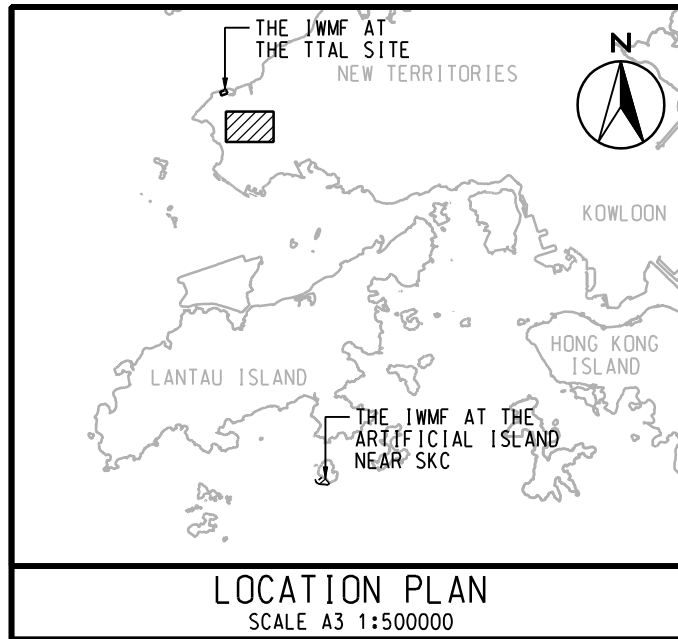 THE IWMF AT
THE TTAL SITE
N
NEW TERRITORIES
KOWLOON
HONG KONG
ISLAND
LANTAU ISLAND
THE IWMF AT THE
ARTIFICIAL ISLAND
NEAR SKC
LOCATION PLAN
SCALE A3 1:500000